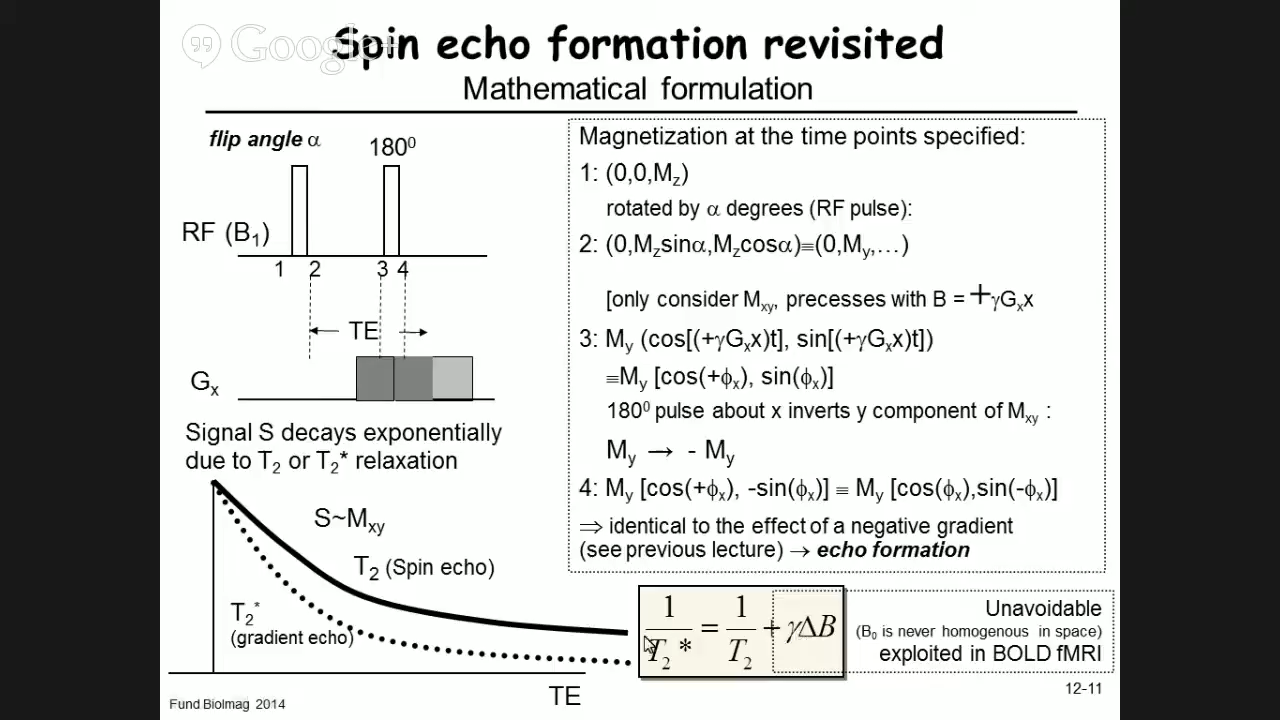 Google+
Spin echo formation revisited
Mathematical formulation
flip angle α
180⁰
RF (B₁)
1 2 3 4
TE
Gₓ
Signal S decays exponentially
due to T₂ or T₂* relaxation
S~Mxy
T₂ (Spin echo)
T₂*
(gradient echo)
TE
Magnetization at the time points specified:
1: (0,0,Mz)
rotated by α degrees (RF pulse):
2: (0,Mzsinα,Mzcosα)≡(0,My,…)
[only consider Mxy, precesses with B = +γGₓx
3: My (cos[(+γGₓx)t], sin[(+γGₓx)t])
≡My [cos(+ϕₓ), sin(ϕₓ)]
180⁰ pulse about x inverts y component of Mxy :
My → - My
4: My [cos(+ϕₓ), -sin(ϕₓ)] ≡ My [cos(ϕₓ),sin(-ϕₓ)]
⇒ identical to the effect of a negative gradient
(see previous lecture) → echo formation
1/T₂* = 1/T₂ + γΔB
Unavoidable
(B₀ is never homogenous in space)
exploited in BOLD fMRI
12-11
Fund BioImag 2014